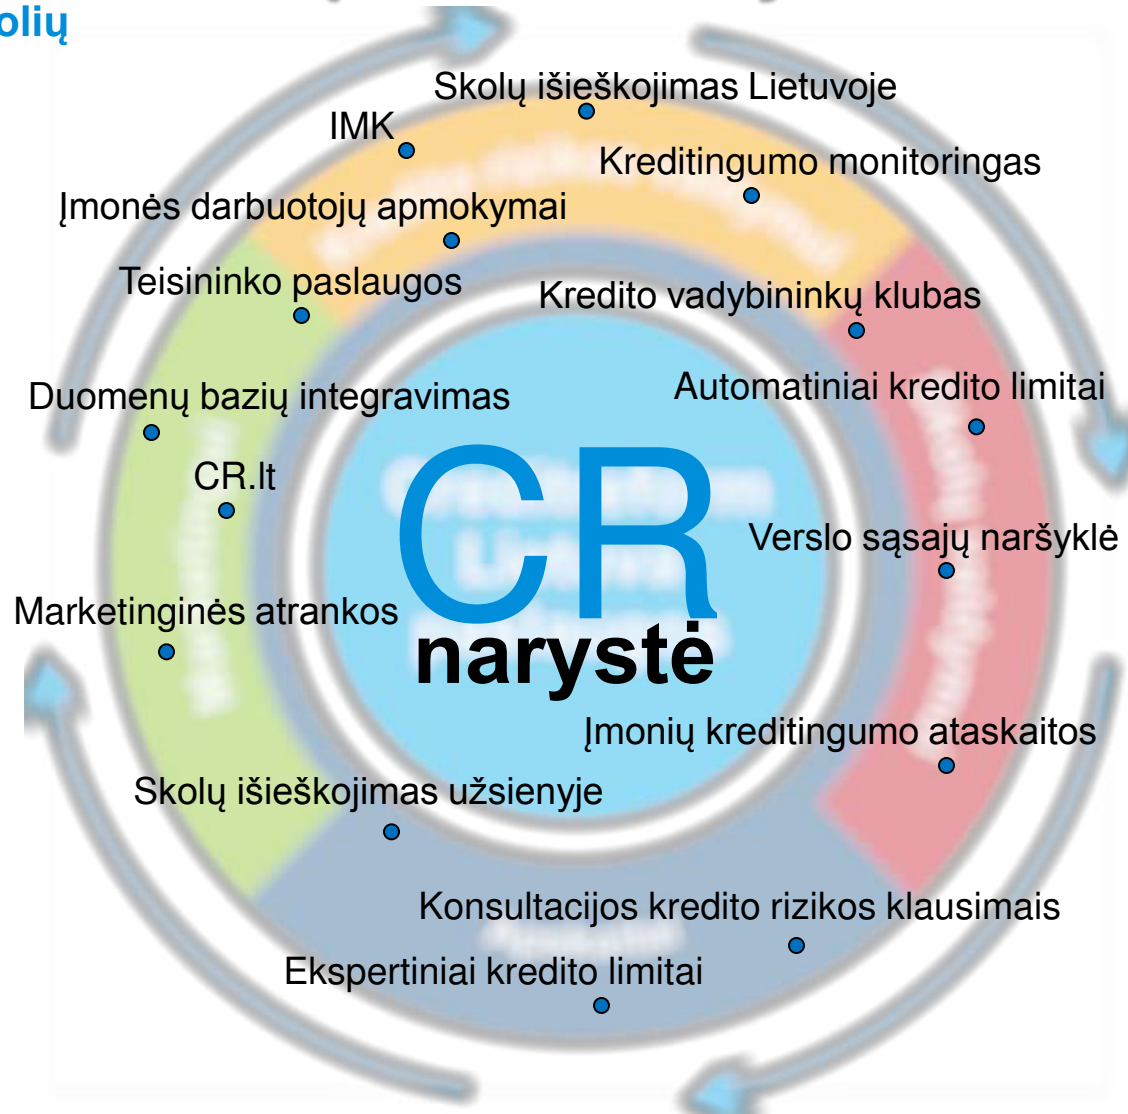 olių
Skolų išieškojimas Lietuvoje
IMK
Kreditingumo monitoringas
Įmonės darbuotojų apmokymai
Teisininko paslaugos
Kredito vadybininkų klubas
Automatiniai kredito limitai
Duomenų bazių integravimas
CR.lt
CR
Verslo sąsajų naršyklė
Marketinginės atrankos
narystė
Įmonių kreditingumo ataskaitos
Skolų išieškojimas užsienyje
Konsultacijos kredito rizikos klausimais
Ekspertiniai kredito limitai